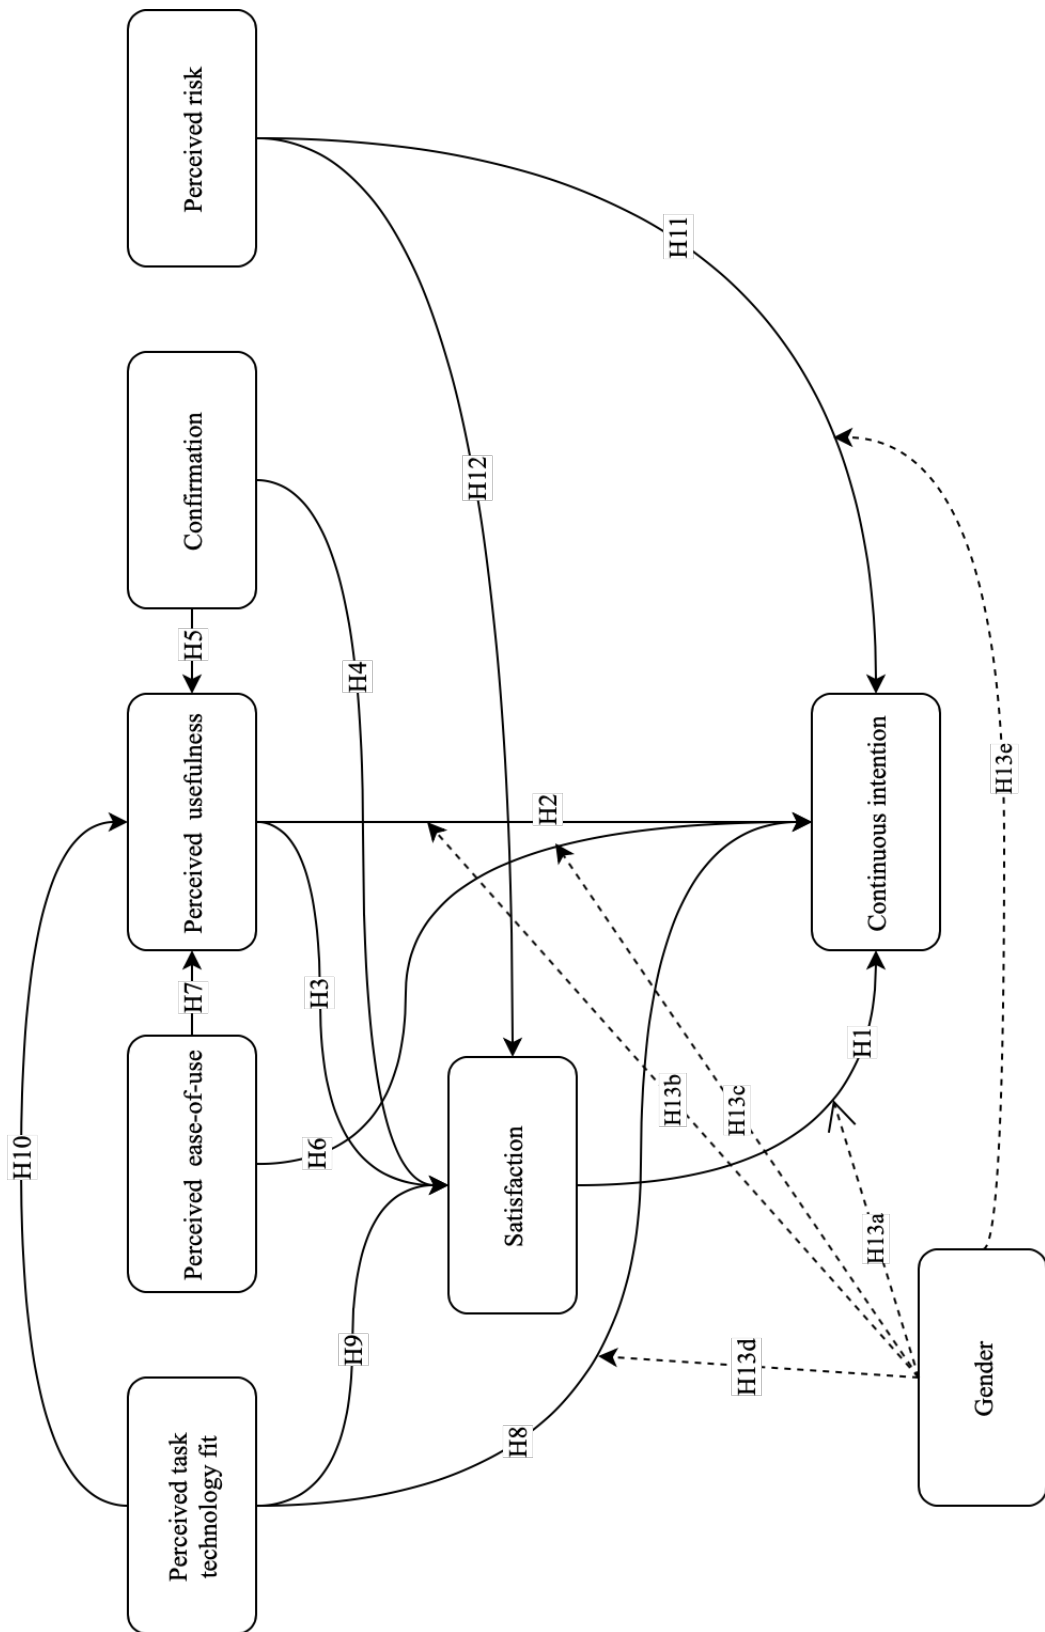 Perceived task
technology fit
Perceived  ease-of-use
Perceived  usefulness
Confirmation
Perceived risk
H10
H7
H5
H9
H3
H4
H6
H12
H8
H2
H11
Satisfaction
H13b
H13c
H13d
H13a
H1
Continuous intention
Gender
H13e